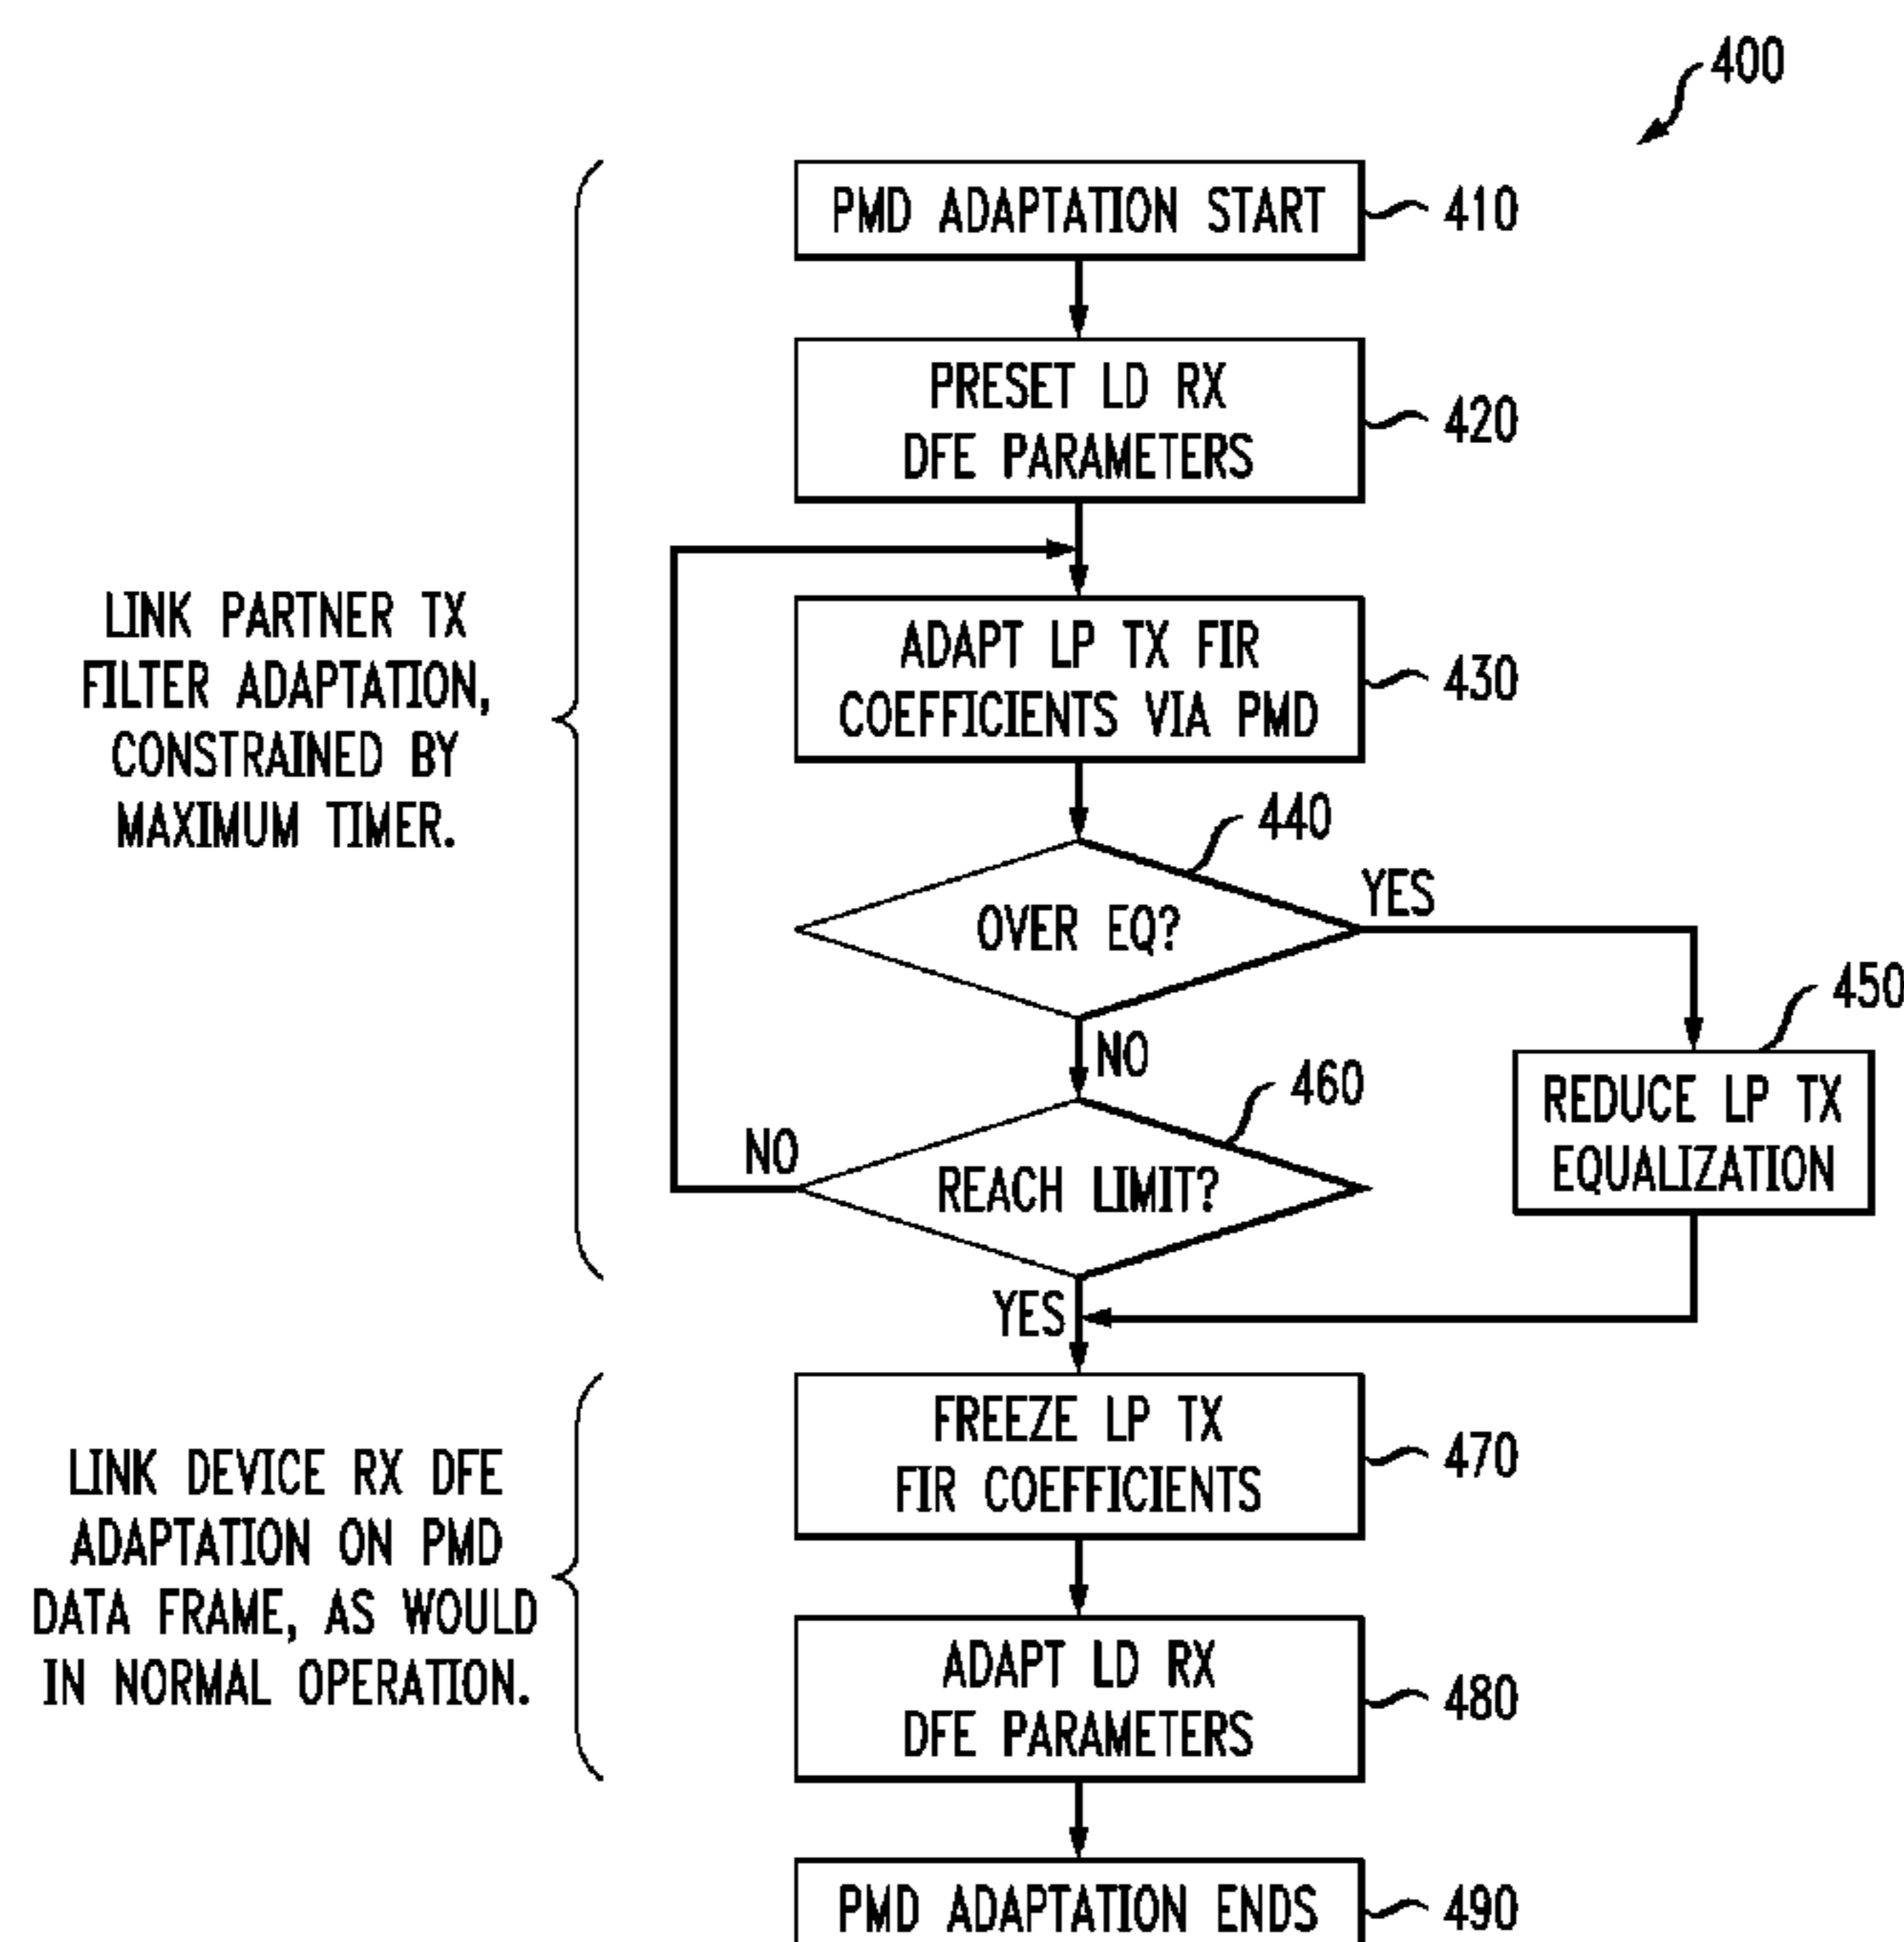 400
PMD ADAPTATION START
410
PRESET LD RX
DFE PARAMETERS
420
LINK PARTNER TX
FILTER ADAPTATION,
CONSTRAINED BY
MAXIMUM TIMER.
ADAPT LP TX FIR
COEFFICIENTS VIA PMD
430
440
OVER EQ?
YES
NO
450
REDUCE LP TX
EQUALIZATION
460
REACH LIMIT?
NO
YES
FREEZE LP TX
FIR COEFFICIENTS
470
LINK DEVICE RX DFE
ADAPTATION ON PMD
DATA FRAME, AS WOULD
IN NORMAL OPERATION.
ADAPT LD RX
DFE PARAMETERS
480
PMD ADAPTATION ENDS
490